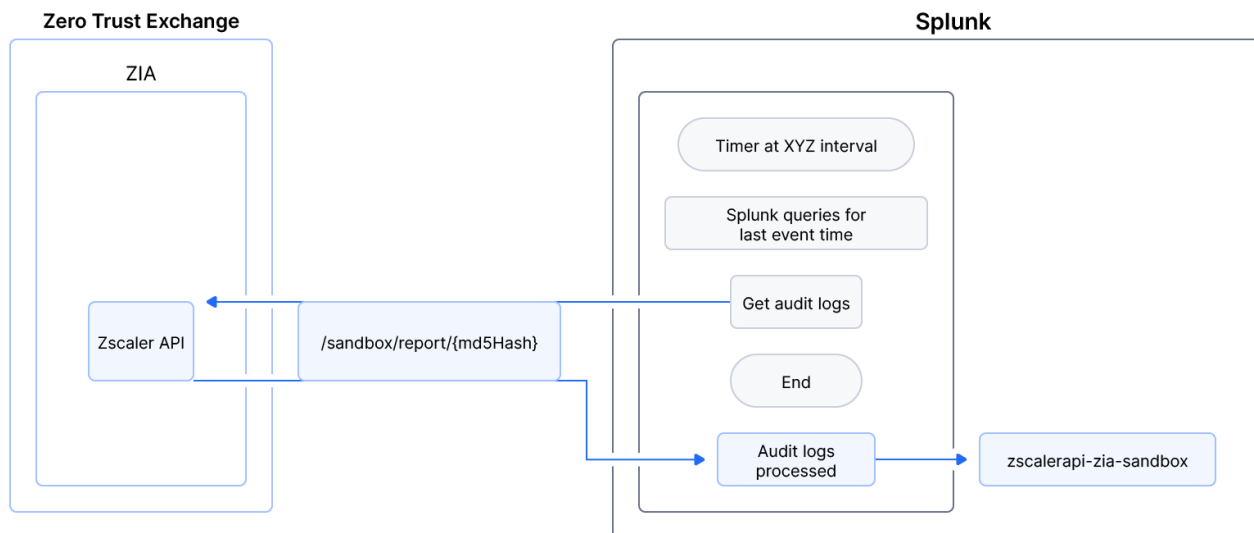 Zero Trust Exchange
Splunk
ZIA
Timer at XYZ interval
Splunk queries for
last event time
Get audit logs
Zscaler API
/sandbox/report/{md5Hash}
End
Audit logs
processed
zscalerapi-zia-sandbox